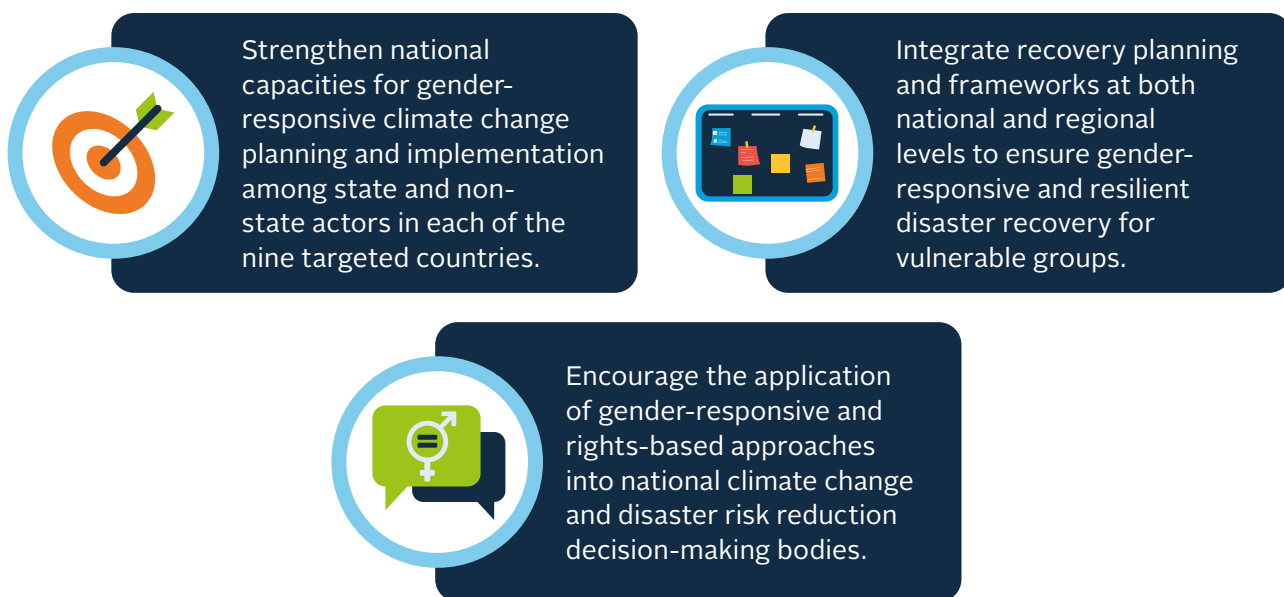 Strengthen national
capacities for gender-
responsive climate change
planning and implementation
among state and non-
state actors in each of the
nine targeted countries.
Integrate recovery planning
and frameworks at both
national and regional
levels to ensure gender-
responsive and resilient
disaster recovery for
vulnerable groups.
Encourage the application
of gender-responsive and
rights-based approaches
into national climate change
and disaster risk reduction
decision-making bodies.